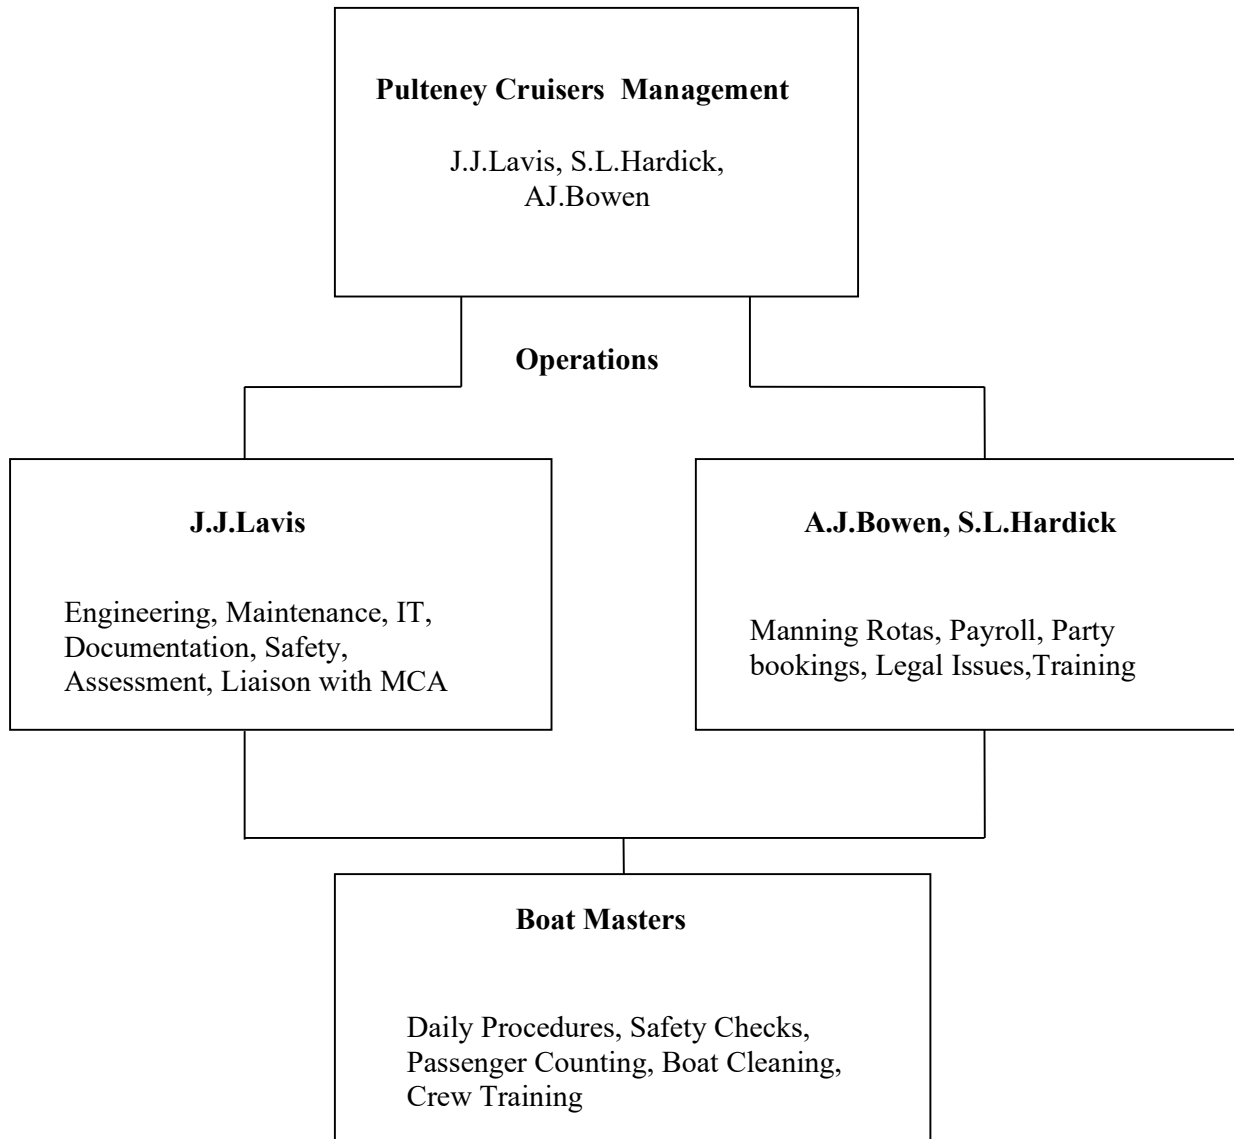 Pulteney Cruisers  Management
J.J.Lavis, S.L.Hardick,
AJ.Bowen
Operations
J.J.Lavis
Engineering, Maintenance, IT,
Documentation, Safety,
Assessment, Liaison with MCA
A.J.Bowen, S.L.Hardick
Manning Rotas, Payroll, Party
bookings, Legal Issues,Training
Boat Masters
Daily Procedures, Safety Checks,
Passenger Counting, Boat Cleaning,
Crew Training